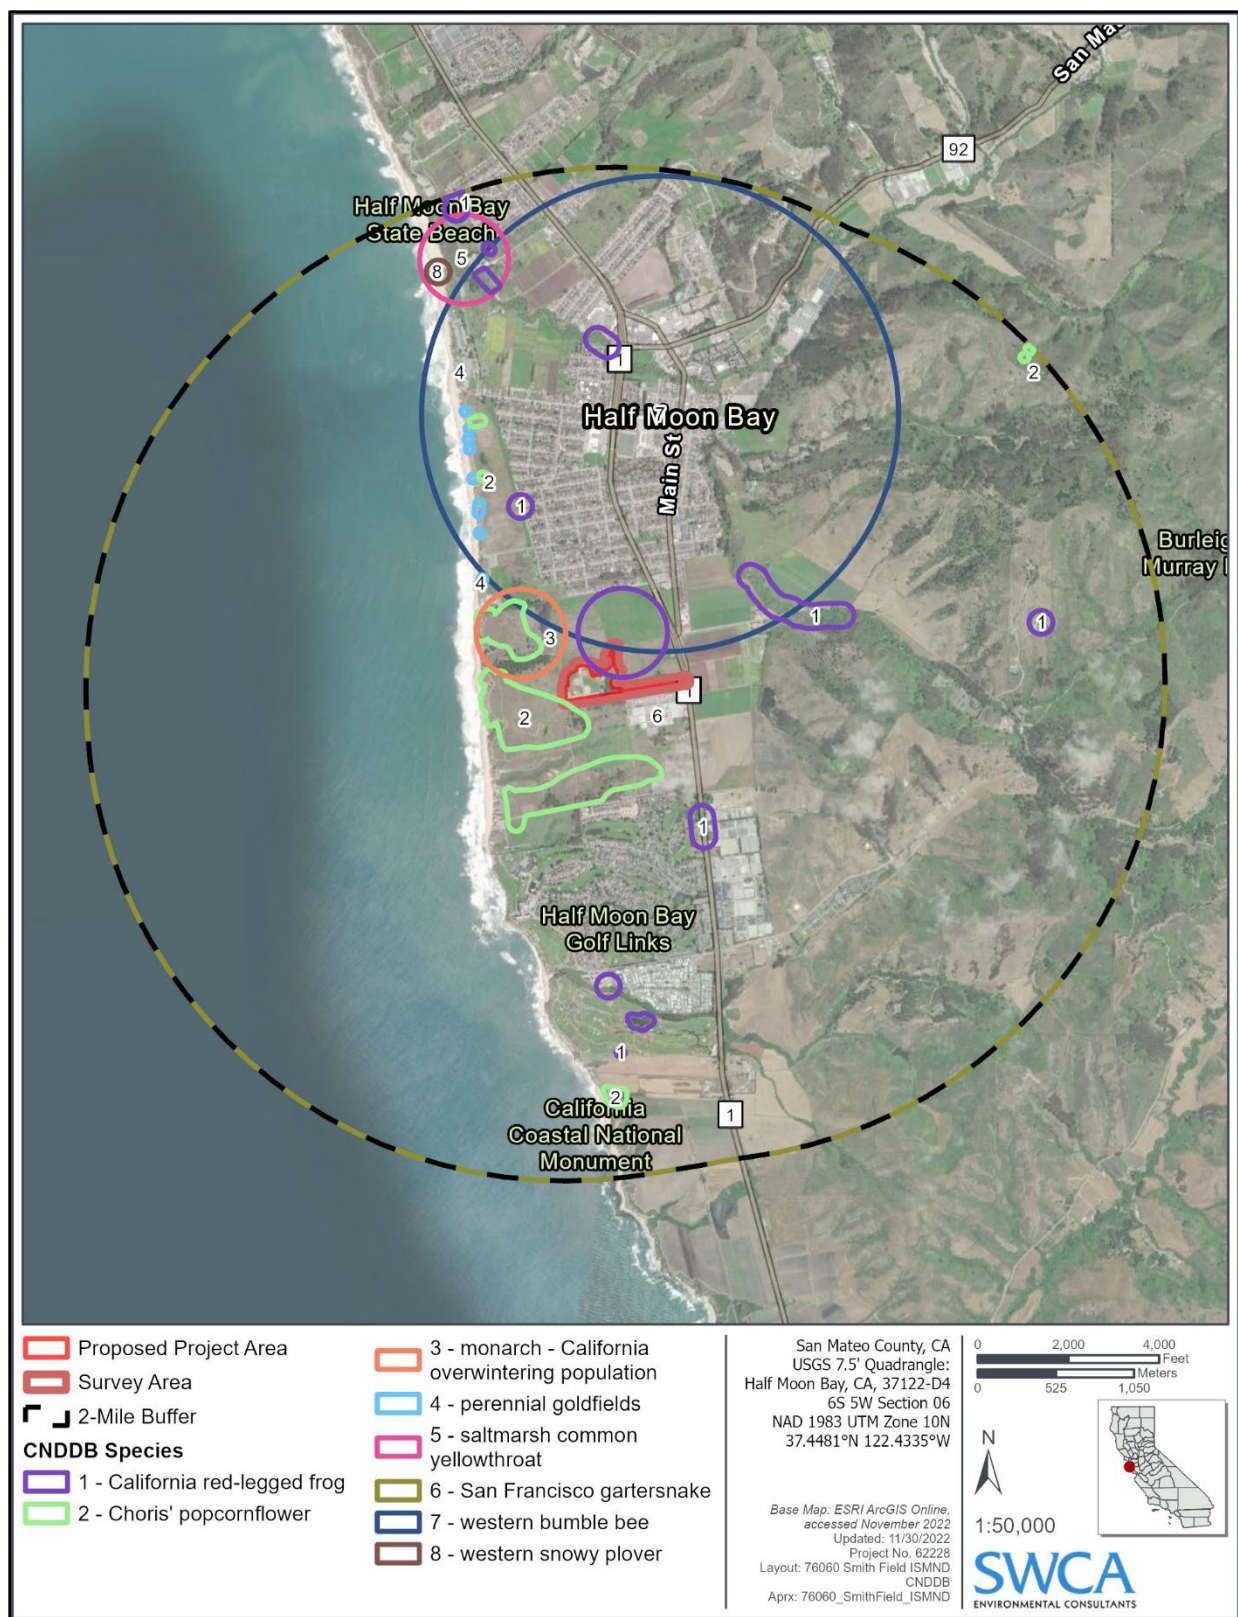 San Ma
92
1
Half Moon Bay
State Beach
5
8
1
2
4
7
Half Moon Bay
Main St
2
1
4
Burleig
Murray
1
1
3
1
2
6
1
Half Moon Bay
Golf Links
1
2
California
Coastal National
Monument
1
Proposed Project Area
Survey Area
2-Mile Buffer
CNDDB Species
1 - California red-legged frog
2 - Choris' popcornflower
3 - monarch - California
overwintering population
4 - perennial goldfields
5 - saltmarsh common
yellowthroat
6 - San Francisco gartersnake
7 - western bumble bee
8 - western snowy plover
San Mateo County, CA
USGS 7.5' Quadrangle:
Half Moon Bay, CA, 37122-D4
6S 5W Section 06
NAD 1983 UTM Zone 10N
37.4481°N 122.4335°W
Base Map: ESRI ArcGIS Online,
accessed November 2022
Updated: 11/30/2022
Project No. 62228
Layout: 76060 Smith Field ISMND
CNDDB
Aprx: 76060_SmithField_ISMND
0 2,000 4,000
Feet
Meters
0 525 1,050
N
1:50,000
SWCA
ENVIRONMENTAL CONSULTANTS